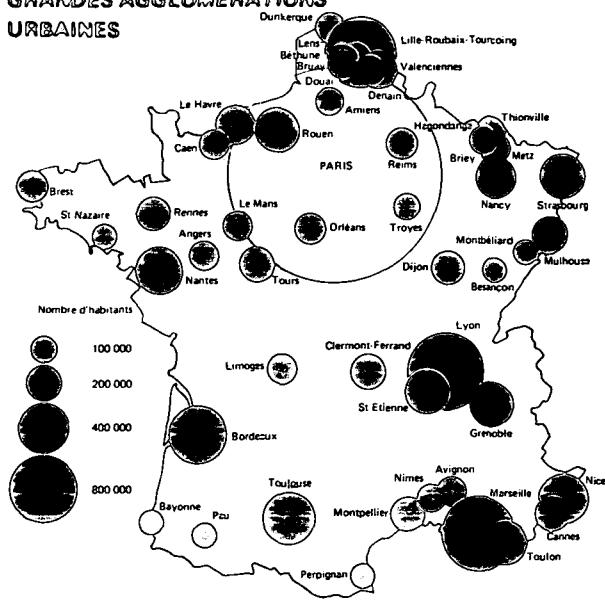 GRANDES AGGLOMÉRATIONS
URBAINES
Dunkerque
Lens
Béthune
Bruay
Douai
Lille-Roubaix-Tourcoing
Valenciennes
Denain
Amiens
Le Havre
Rouen
Caen
Hagondange
Thionville
Briey
Metz
Nancy
Strasbourg
Reims
PARIS
Brest
Rennes
St Nazaire
Angers
Nantes
Le Mans
Orléans
Tours
Troyes
Montbéliard
Mulhouse
Dijon
Besançon
Nombre d'habitants
100 000
200 000
400 000
800 000
Lyon
Limoges
Clermont-Ferrand
St Etienne
Grenoble
Bordeaux
Bayonne
Pau
Toulouse
Nimes
Avignon
Montpellier
Marseille
Nice
Cannes
Toulon
Perpignan